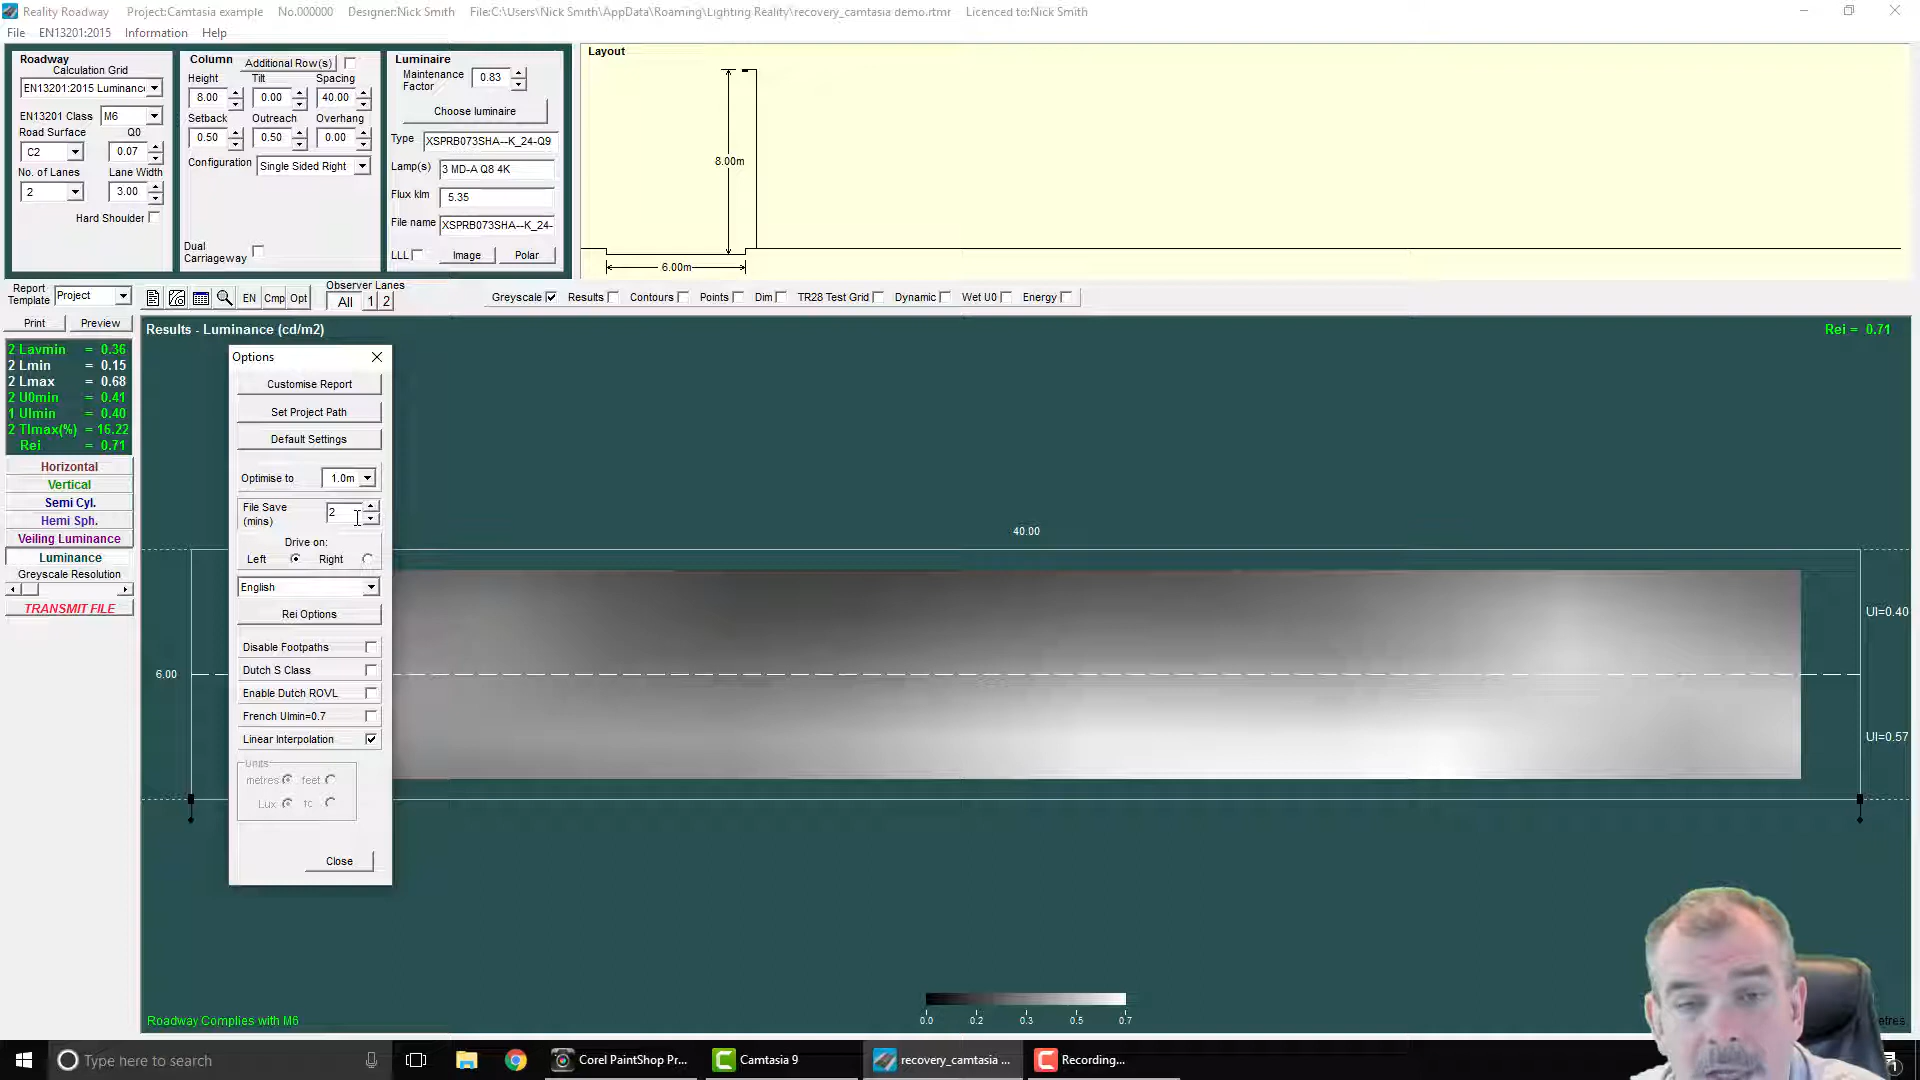 Reality Roadway Project:Camtasia example No.000000 Designer:Nick Smith File:C:\Users\Nick Smith\AppData\Roaming\Lighting Reality\recovery_camtasia demo.rtmr Licenced to:Nick Smith
File EN13201:2015 Information Help
Roadway
Calculation Grid
EN13201:2015 Luminanc
EN13201 Class M6
Road Surface Q0
C2 0.07
No. of Lanes Lane Width
2 3.00
Hard Shoulder
Column Additional Row(s)
Height Tilt Spacing
8.00 0.00 40.00
Setback Outreach Overhang
0.50 0.50 0.00
Configuration Single Sided Right
Dual
Carriageway
Luminaire
Maintenance
Factor 0.83
Choose luminaire
Type XSPRB073SHA--K_24-Q9
Lamp(s) 3 MD-A Q8 4K
Flux klm 5.35
File name XSPRB073SHA--K_24-
LLL Image Polar
Layout
8.00m
6.00m
Report
Template Project
EN Cmp Opt
Observer Lanes
All 1 2
Greyscale Results Contours Points Dim TR28 Test Grid Dynamic Wet U0 Energy
Print Preview
Results - Luminance (cd/m2) Rei = 0.71
2 Lavmin = 0.36
2 Lmin = 0.15
2 Lmax = 0.68
2 U0min = 0.41
1 UImin = 0.40
2 TImax(%) = 16.22
Rei = 0.71
Horizontal
Vertical
Semi Cyl.
Hemi Sph.
Veiling Luminance
Luminance
Greyscale Resolution
TRANSMIT FILE
Options
Customise Report
Set Project Path
Default Settings
Optimise to 1.0m
File Save
(mins) 2
Drive on:
Left Right
English
Rei Options
Disable Footpaths
Dutch S Class
Enable Dutch ROVL
French UImin=0.7
Linear Interpolation
Units
metres feet
Lux fc
Close
40.00
UI=0.40
6.00
UI=0.57
0.0 0.2 0.3 0.5 0.7
Roadway Complies with M6
etres
Type here to search
Corel PaintShop Pr...
Camtasia 9
recovery_camtasia ...
Recording...
1